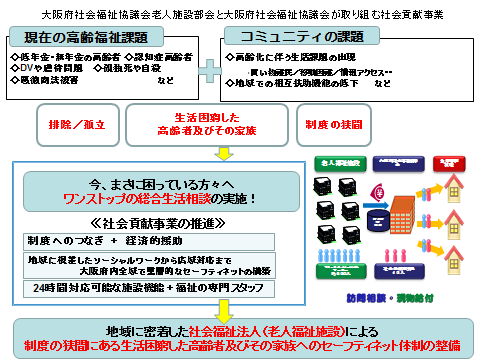 大阪府社会福祉協議会老人施設部会と大阪府社会福祉協議会が取り組む社会貢献事業
現在の高齢福祉課題
◇低年金・無年金の高齢者 ◇認知症高齢者
◇DVや虐待問題 ◇孤独死や自殺
◇悪徳商法被害 など
コミュニティの課題
◇高齢化に伴う生活課題の出現
買い物難民/移動困難/情報アクセス・・
◇地域での相互扶助機能の低下 など
排除/孤立
生活困窮した
高齢者及びその家族
制度の狭間
今、まさに困っている方々へ
ワンストップの総合生活相談の実施!
≪社会貢献事業の推進≫
制度へのつなぎ + 経済的援助
地域に根差したソーシャルワークから広域対応まで
大阪府内全域で重層的なセーフティネットの構築
24時間対応可能な施設機能+福祉の専門スタッフ
老人福祉施設
訪問相談・現物給付
地域に密着した社会福祉法人(老人福祉施設)による
制度の狭間にある生活困窮した高齢者及びその家族へのセーフティネット体制の整備